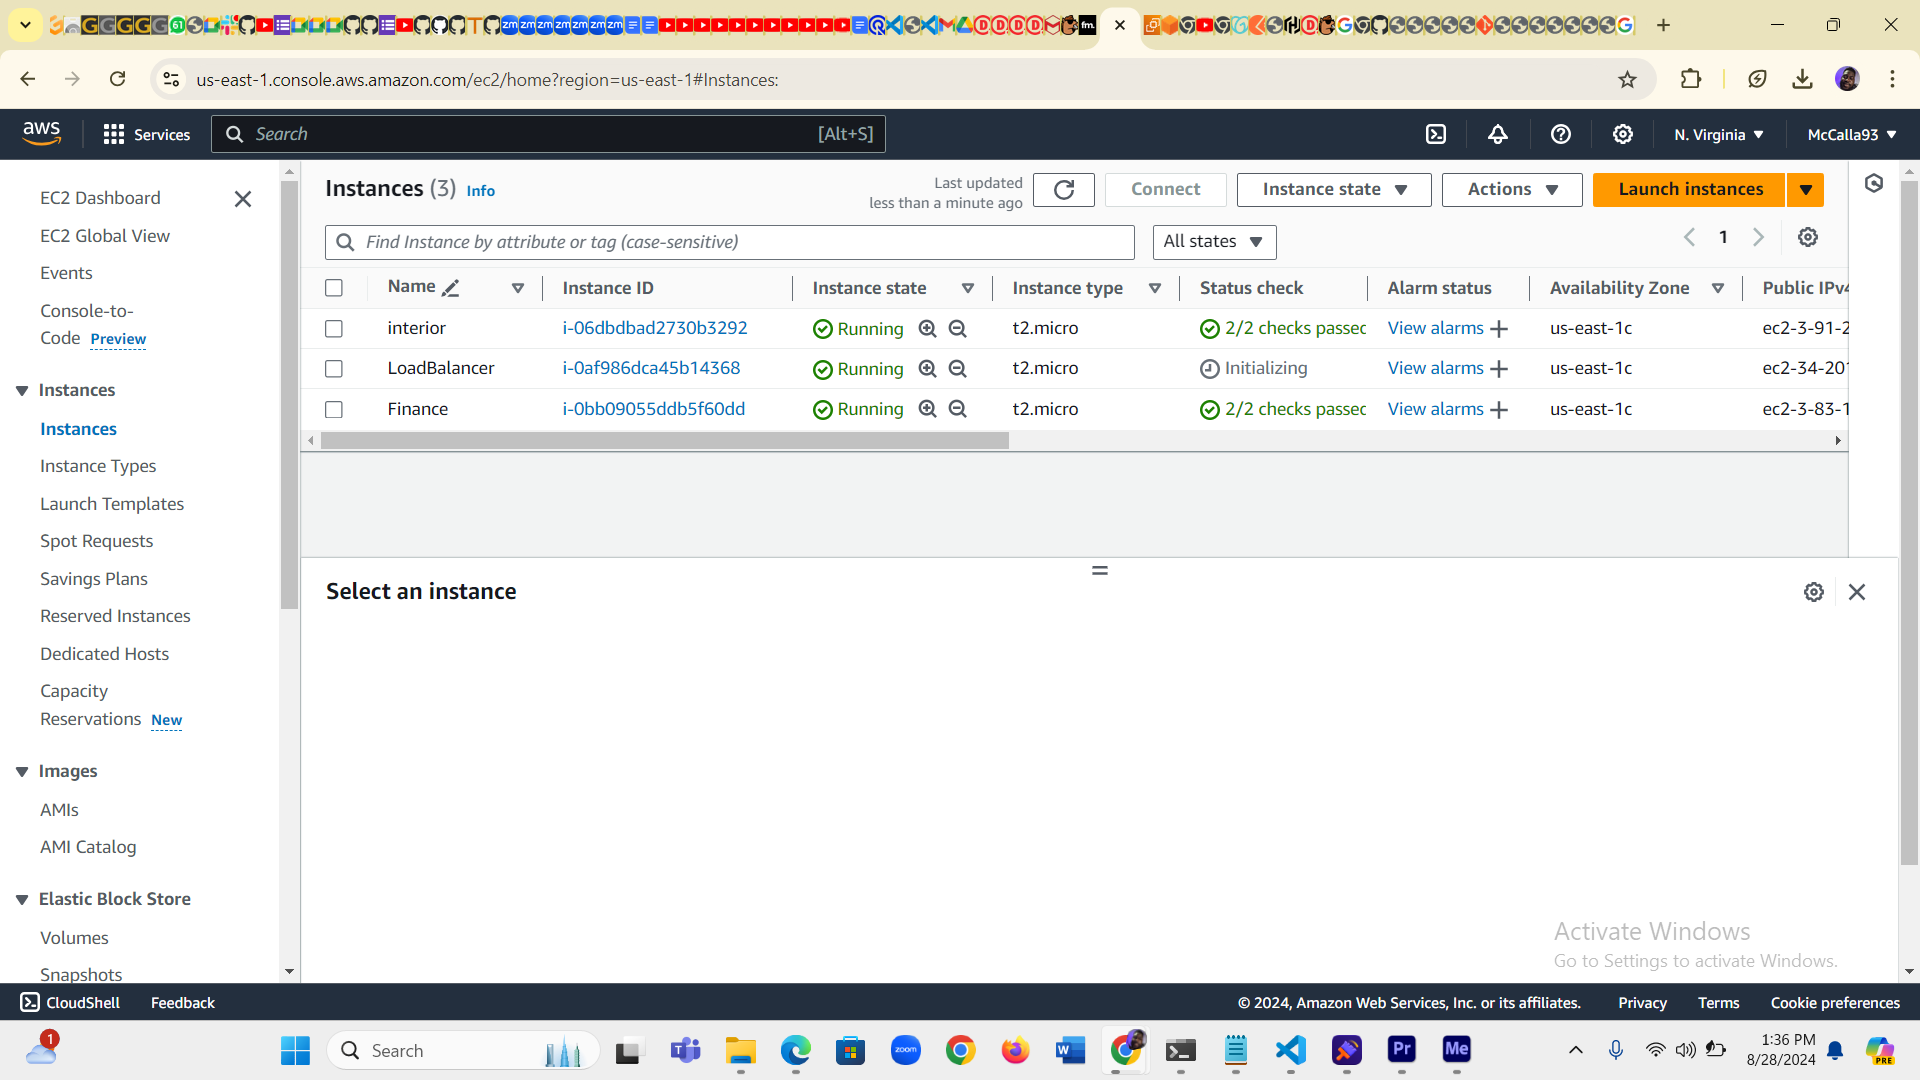 us-east-1.console.aws.amazon.com/ec2/home?region=us-east-1#Instances:
aws
Services
Search
[Alt+S]
N. Virginia
McCalla93
EC2 Dashboard
EC2 Global View
Events
Console-to-
Code Preview
Instances
Instances
Instance Types
Launch Templates
Spot Requests
Savings Plans
Reserved Instances
Dedicated Hosts
Capacity
Reservations New
Images
AMIs
AMI Catalog
Elastic Block Store
Volumes
Snapshots
Instances (3) Info
Last updated
less than a minute ago
Connect
Instance state
Actions
Launch instances
Find Instance by attribute or tag (case-sensitive)
All states
1
Name Instance ID Instance state Instance type Status check Alarm status Availability Zone Public IPv4
interior i-06dbdbad2730b3292 Running t2.micro 2/2 checks passed View alarms us-east-1c ec2-3-91-2
LoadBalancer i-0af986dca45b14368 Running t2.micro Initializing View alarms us-east-1c ec2-34-201
Finance i-0bb09055ddb5f60dd Running t2.micro 2/2 checks passed View alarms us-east-1c ec2-3-83-1
Select an instance
Activate Windows
Go to Settings to activate Windows.
CloudShell
Feedback
© 2024, Amazon Web Services, Inc. or its affiliates.
Privacy
Terms
Cookie preferences
1
Search
zoom
Pr
Me
1:36 PM
8/28/2024
PRE